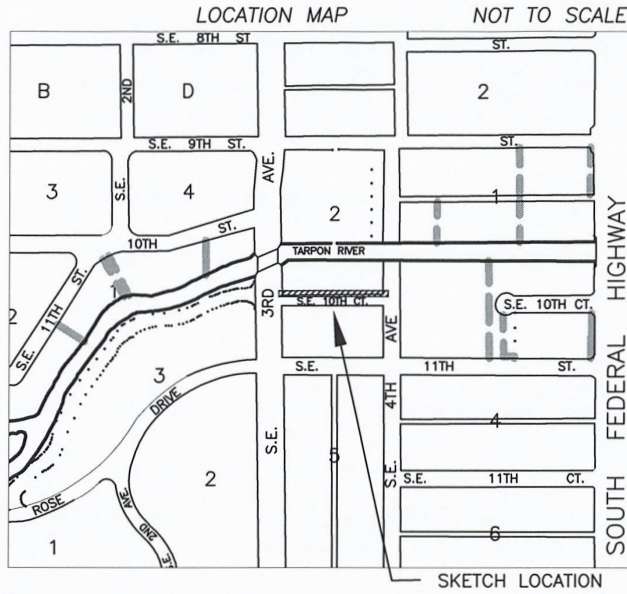 LOCATION MAP
NOT TO SCALE
S.E. 8TH ST
ST.
B
2ND
D
2
S.E. 9TH ST.
AVE.
ST.
3
S.E.
4
2
1
10TH ST.
TARPON RIVER
HIGHWAY
1
S.E. 11TH ST.
2
3RD
S.E. 10TH CT.
AVE
S.E. 10TH CT.
3
S.E.
11TH
ST.
DRIVE
4TH
FEDERAL
4
S.E.
5
2
S.E.
S.E. 11TH CT.
ROSE
S.E. 2ND AVE.
SOUTH
1
6
SKETCH LOCATION